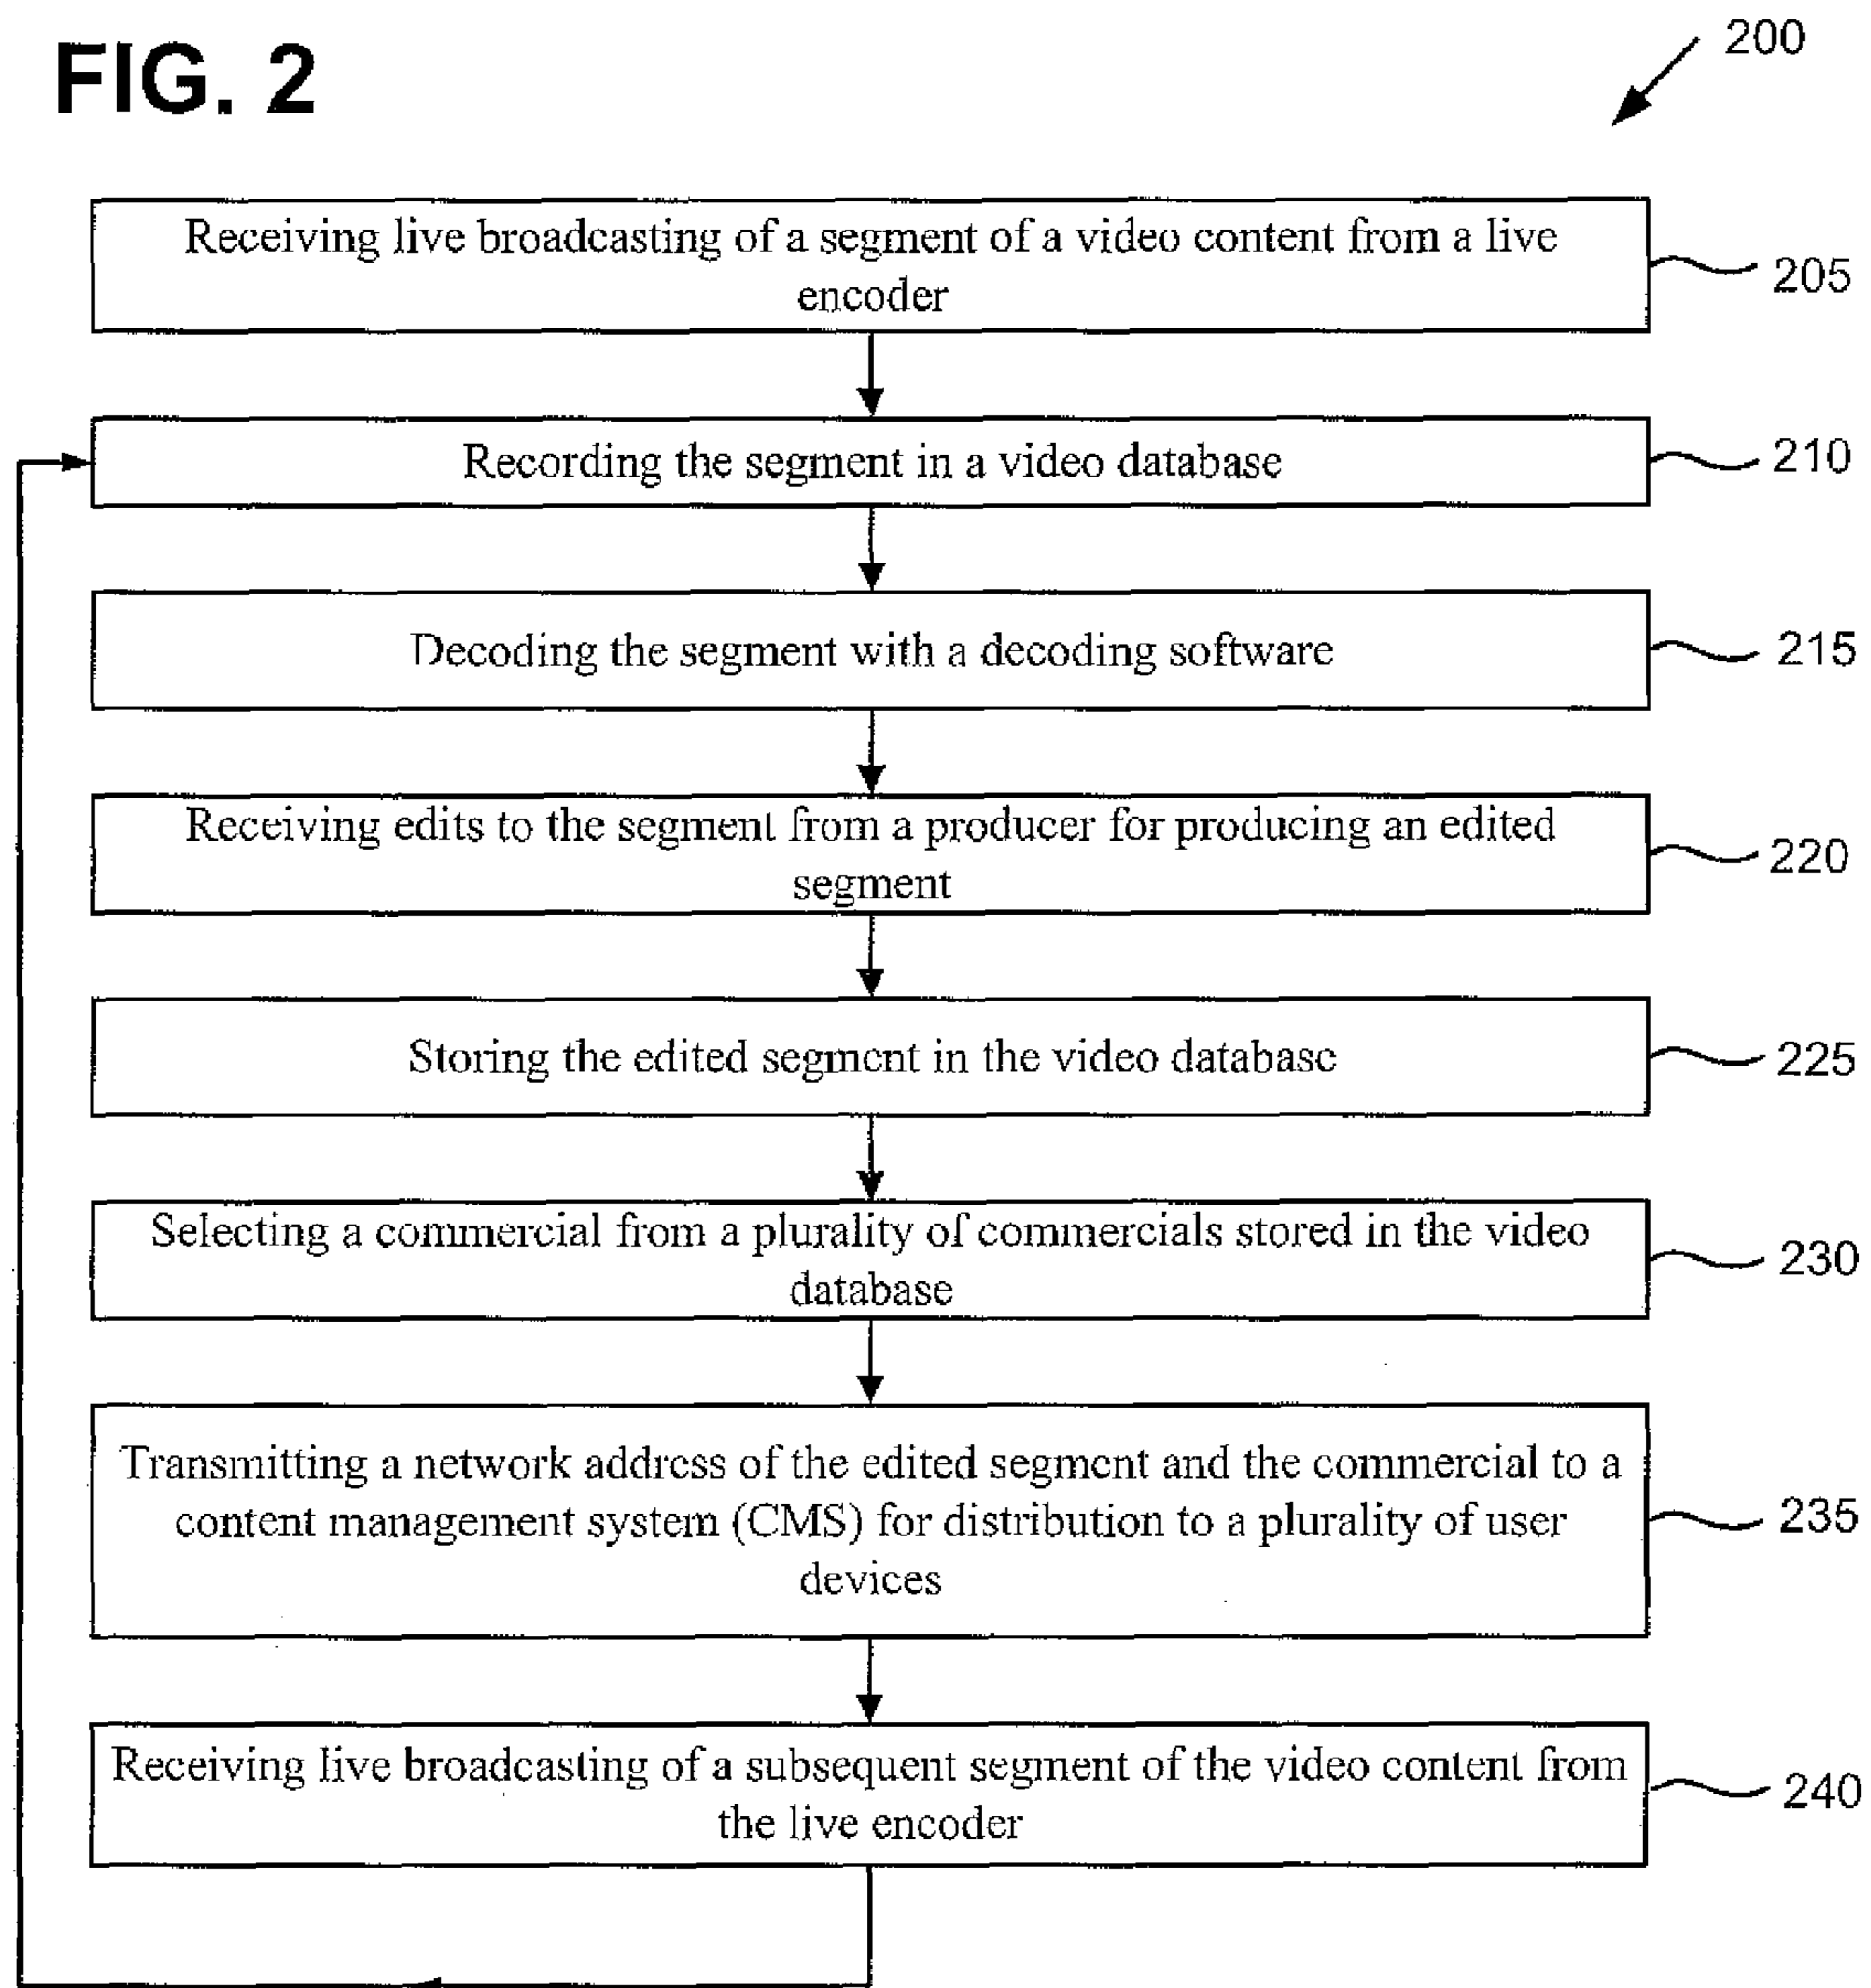 FIG. 2
200
Receiving live broadcasting of a segment of a video content from a live
encoder
205
Recording the segment in a video database
210
Decoding the segment with a decoding software
215
Receiving edits to the segment from a producer for producing an edited
segment
220
Storing the edited segment in the video database
225
Selecting a commercial from a plurality of commercials stored in the video
database
230
Transmitting a network address of the edited segment and the commercial to a
content management system (CMS) for distribution to a plurality of user
devices
235
Receiving live broadcasting of a subsequent segment of the video content from
the live encoder
240